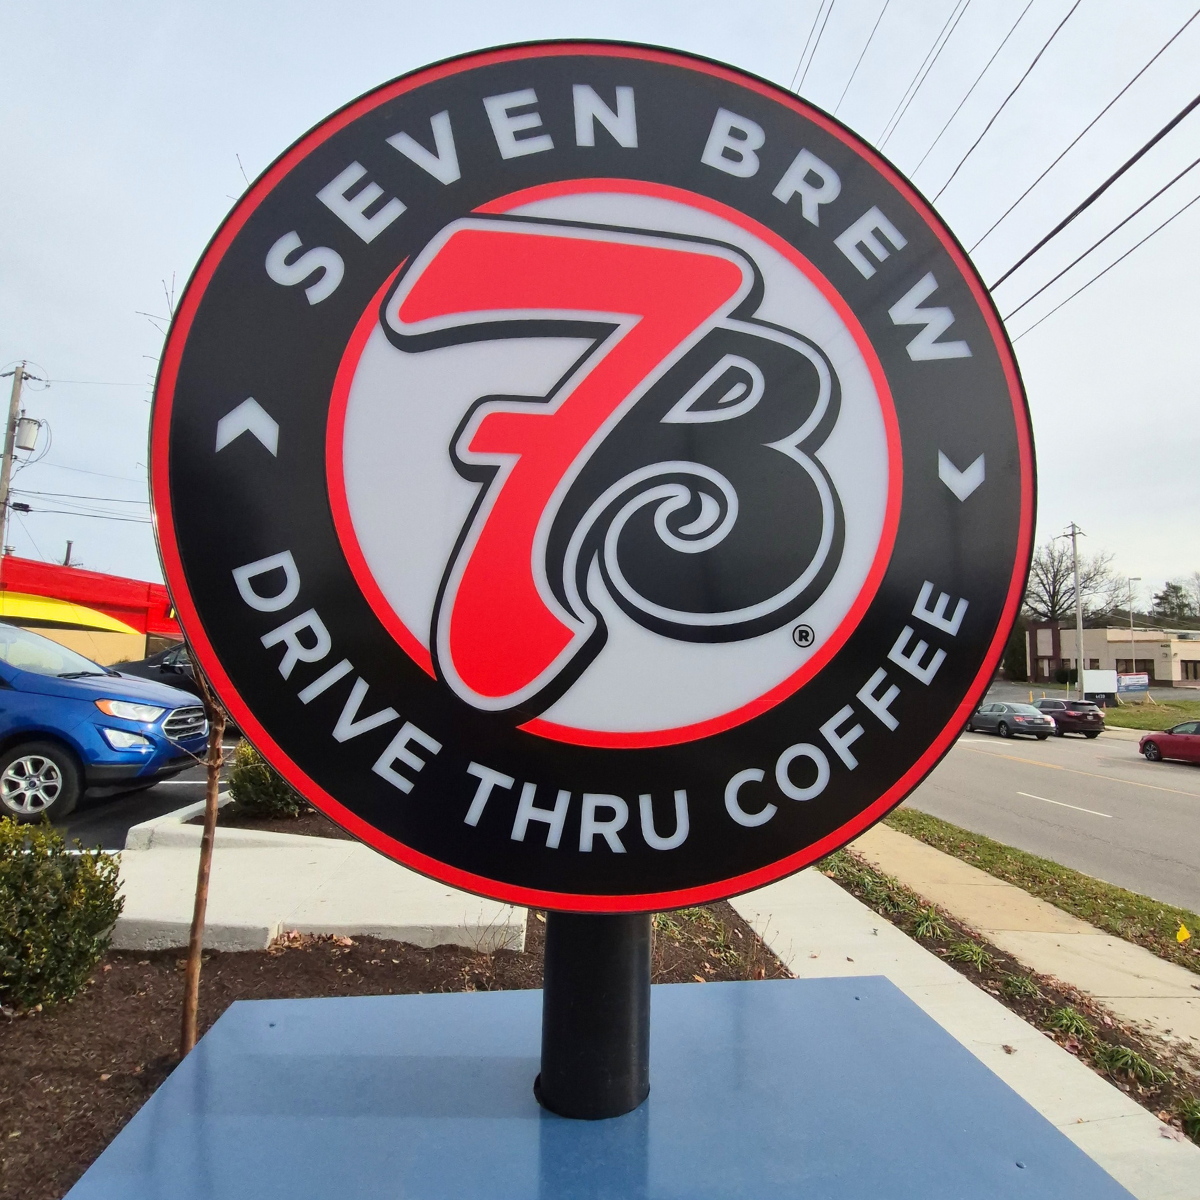 SEVEN BREW
7B
®
DRIVE THRU COFFEE